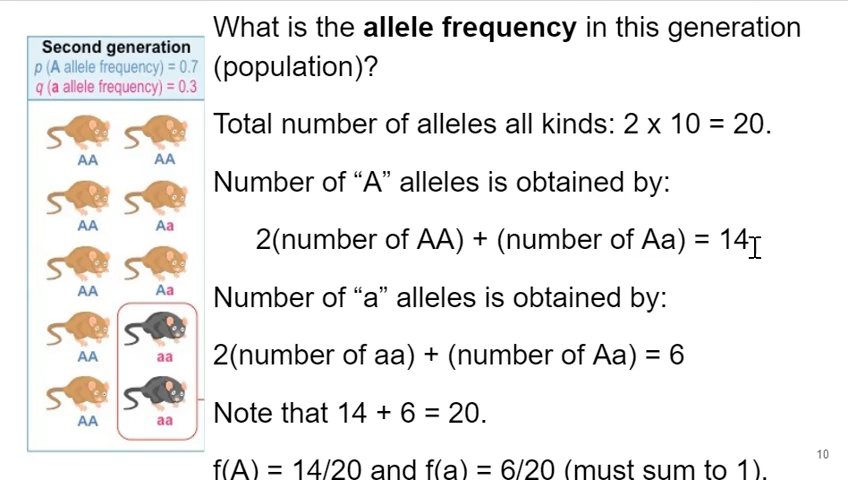 Second generation
p (A allele frequency) = 0.7
q (a allele frequency) = 0.3
AA AA
AA Aa
AA Aa
AA aa
AA aa
What is the allele frequency in this generation
(population)?
Total number of alleles all kinds: 2 x 10 = 20.
Number of “A” alleles is obtained by:
2(number of AA) + (number of Aa) = 14
Number of “a” alleles is obtained by:
2(number of aa) + (number of Aa) = 6
Note that 14 + 6 = 20.
f(A) = 14/20 and f(a) = 6/20 (must sum to 1).
10